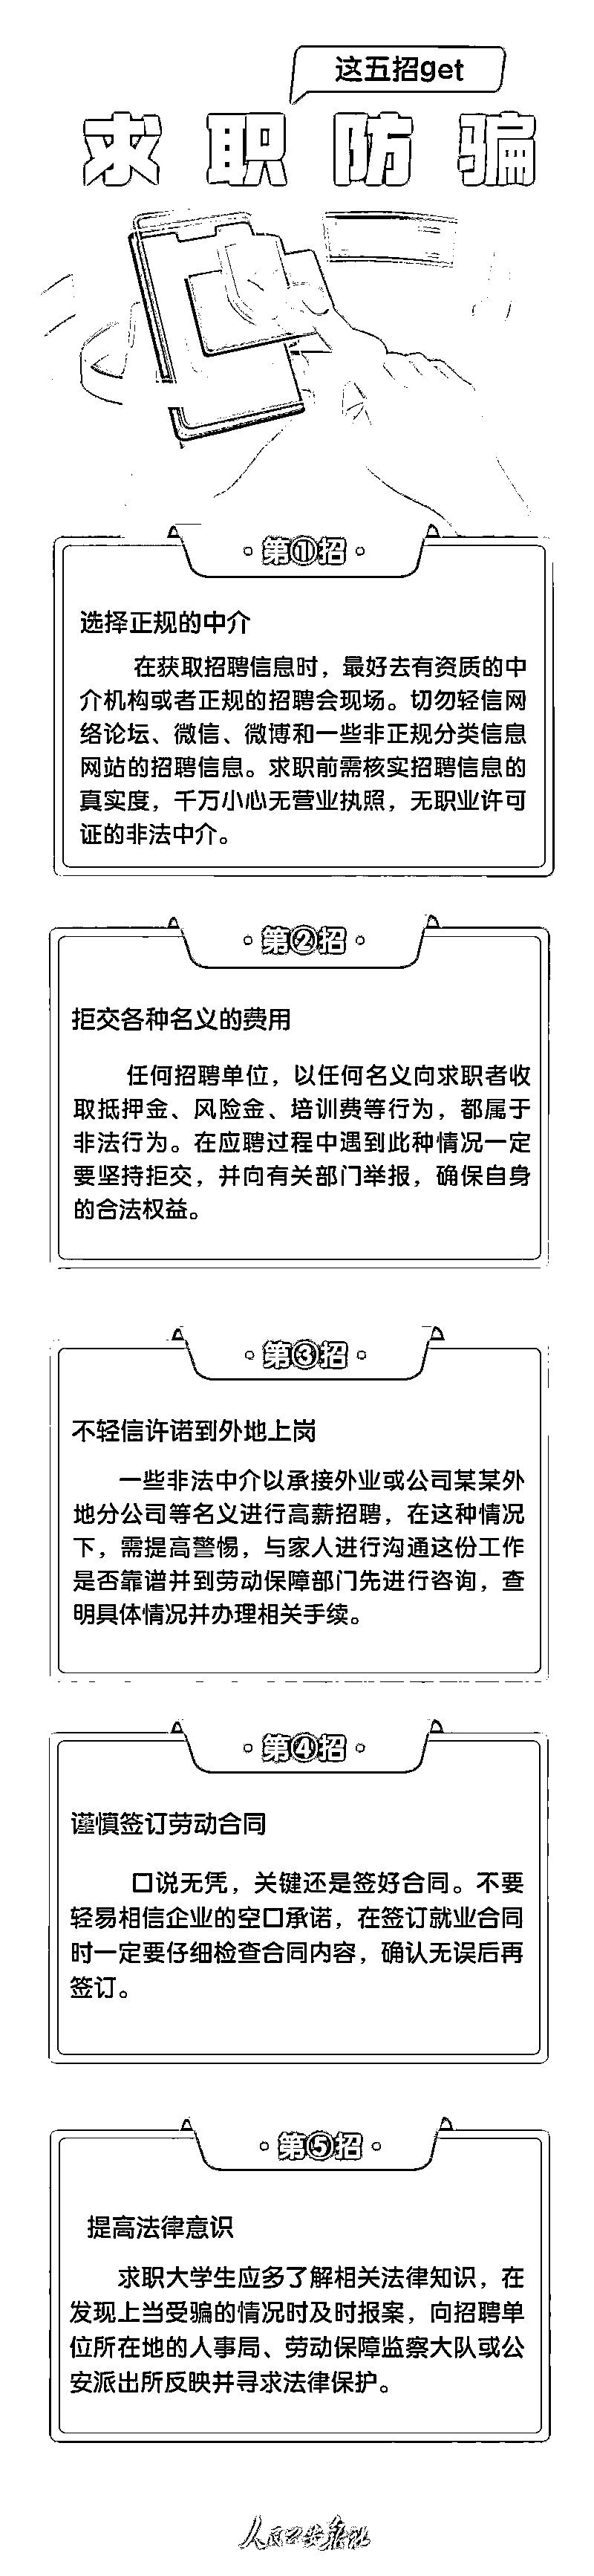 这五招get
求职防骗
第①招
选择正规的中介
在获取招聘信息时，最好去有资质的中
介机构或者正规的招聘会现场。切勿轻信网
络论坛、微信、微博和一些非正规分类信息
网站的招聘信息。求职前需核实招聘信息的
真实度，千万小心无营业执照，无职业许可
证的非法中介。
第②招
拒交各种名义的费用
任何招聘单位，以任何名义向求职者收
取抵押金、风险金、培训费等行为，都属于
非法行为。在应聘过程中遇到此种情况一定
要坚持拒交，并向有关部门举报，确保自身
的合法权益。
第③招
不轻信许诺到外地上岗
一些非法中介以承接外业或公司某某外
地分公司等名义进行高薪招聘，在这种情况
下，需提高警惕，与家人进行沟通这份工作
是否靠谱并到劳动保障部门先进行咨询，查
明具体情况并办理相关手续。
第④招
谨慎签订劳动合同
口说无凭，关键还是签好合同。不要
轻易相信企业的空口承诺，在签订就业合同
时一定要仔细检查合同内容，确认无误后再
签订。
第⑤招
提高法律意识
求职大学生应多了解相关法律知识，在
发现上当受骗的情况时及时报案，向招聘单
位所在地的人事局、劳动保障监察大队或公
安派出所反映并寻求法律保护。
人民公安报社